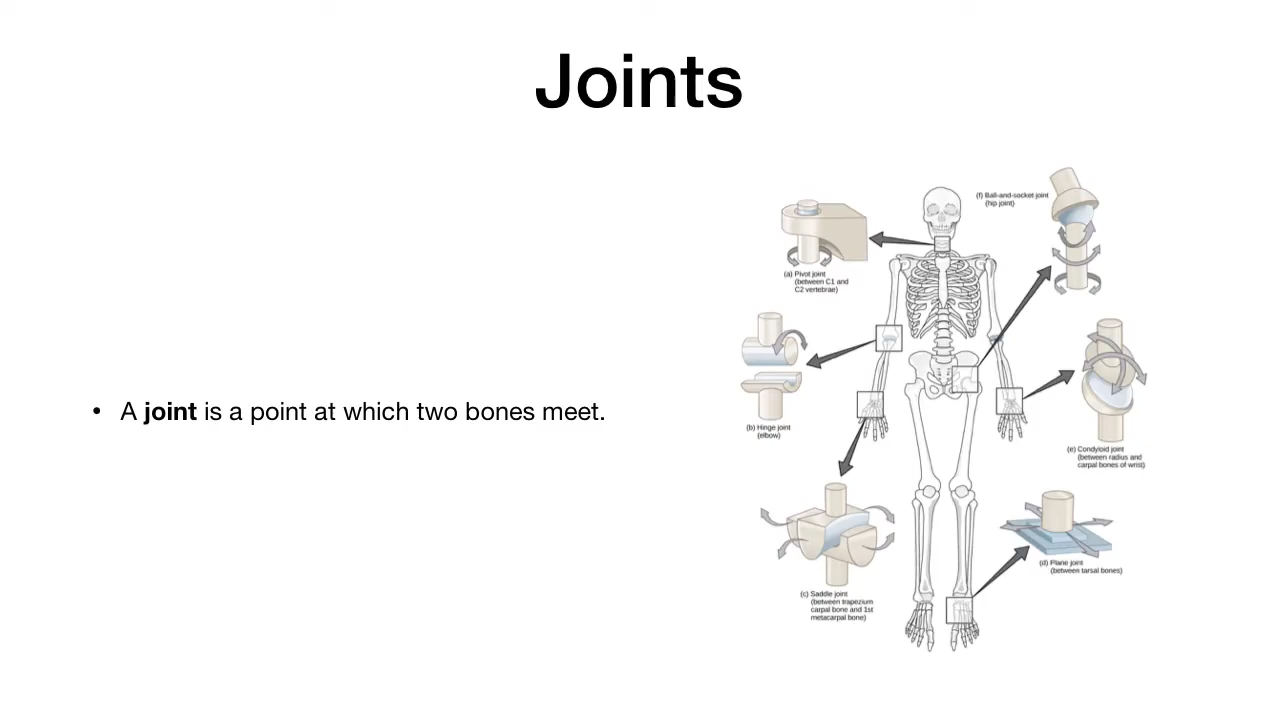 Joints
• A joint is a point at which two bones meet.
(a) Pivot joint
(between C1 and
C2 vertebrae)
(b) Hinge joint
(elbow)
(c) Saddle joint
(between trapezium
carpal bone and 1st
metacarpal bone)
(f) Ball-and-socket joint
(hip joint)
(e) Condyloid joint
(between radius and
carpal bones of wrist)
(d) Plane joint
(between tarsal bones)